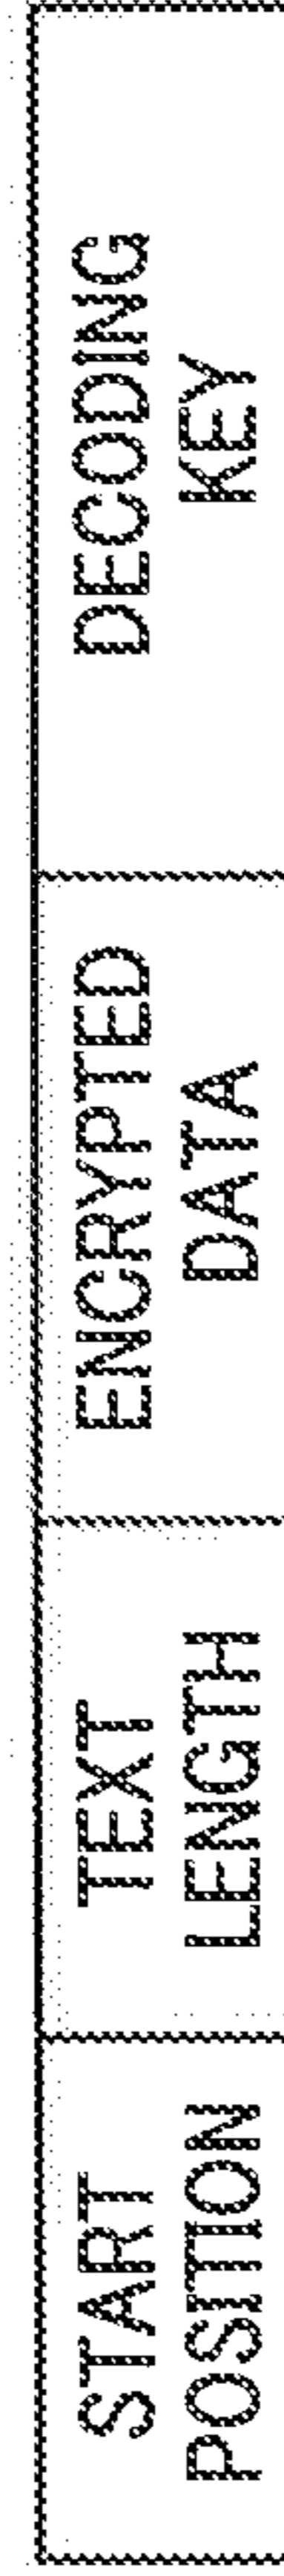 START
POSITION
TEXT
LENGTH
ENCRYPTED
DATA
DECODING
KEY